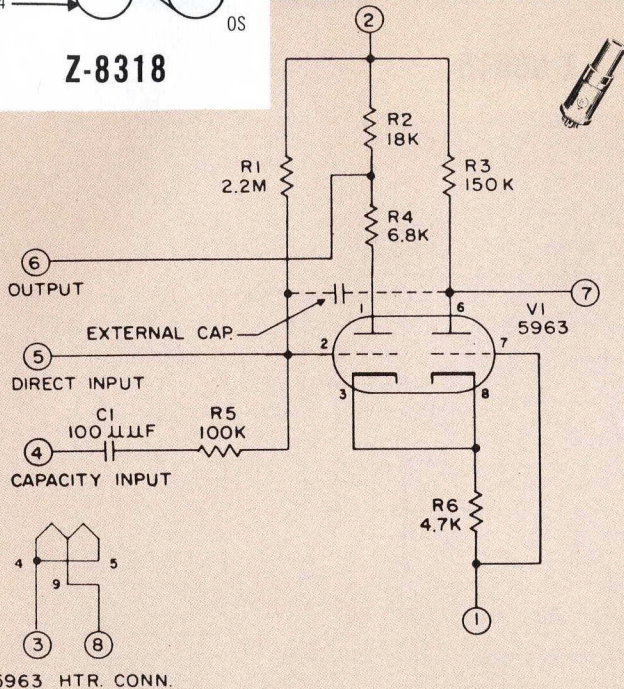 4
OS
Z-8318
2
R1
2.2M
R2
18K
R3
150K
R4
6.8K
6
OUTPUT
7
EXTERNAL CAP.
1
6
V1
5963
5
DIRECT INPUT
2
7
3
8
C1
100 µµF
R5
100K
4
CAPACITY INPUT
R6
4.7K
4
5
9
1
3
8
5963 HTR. CONN.